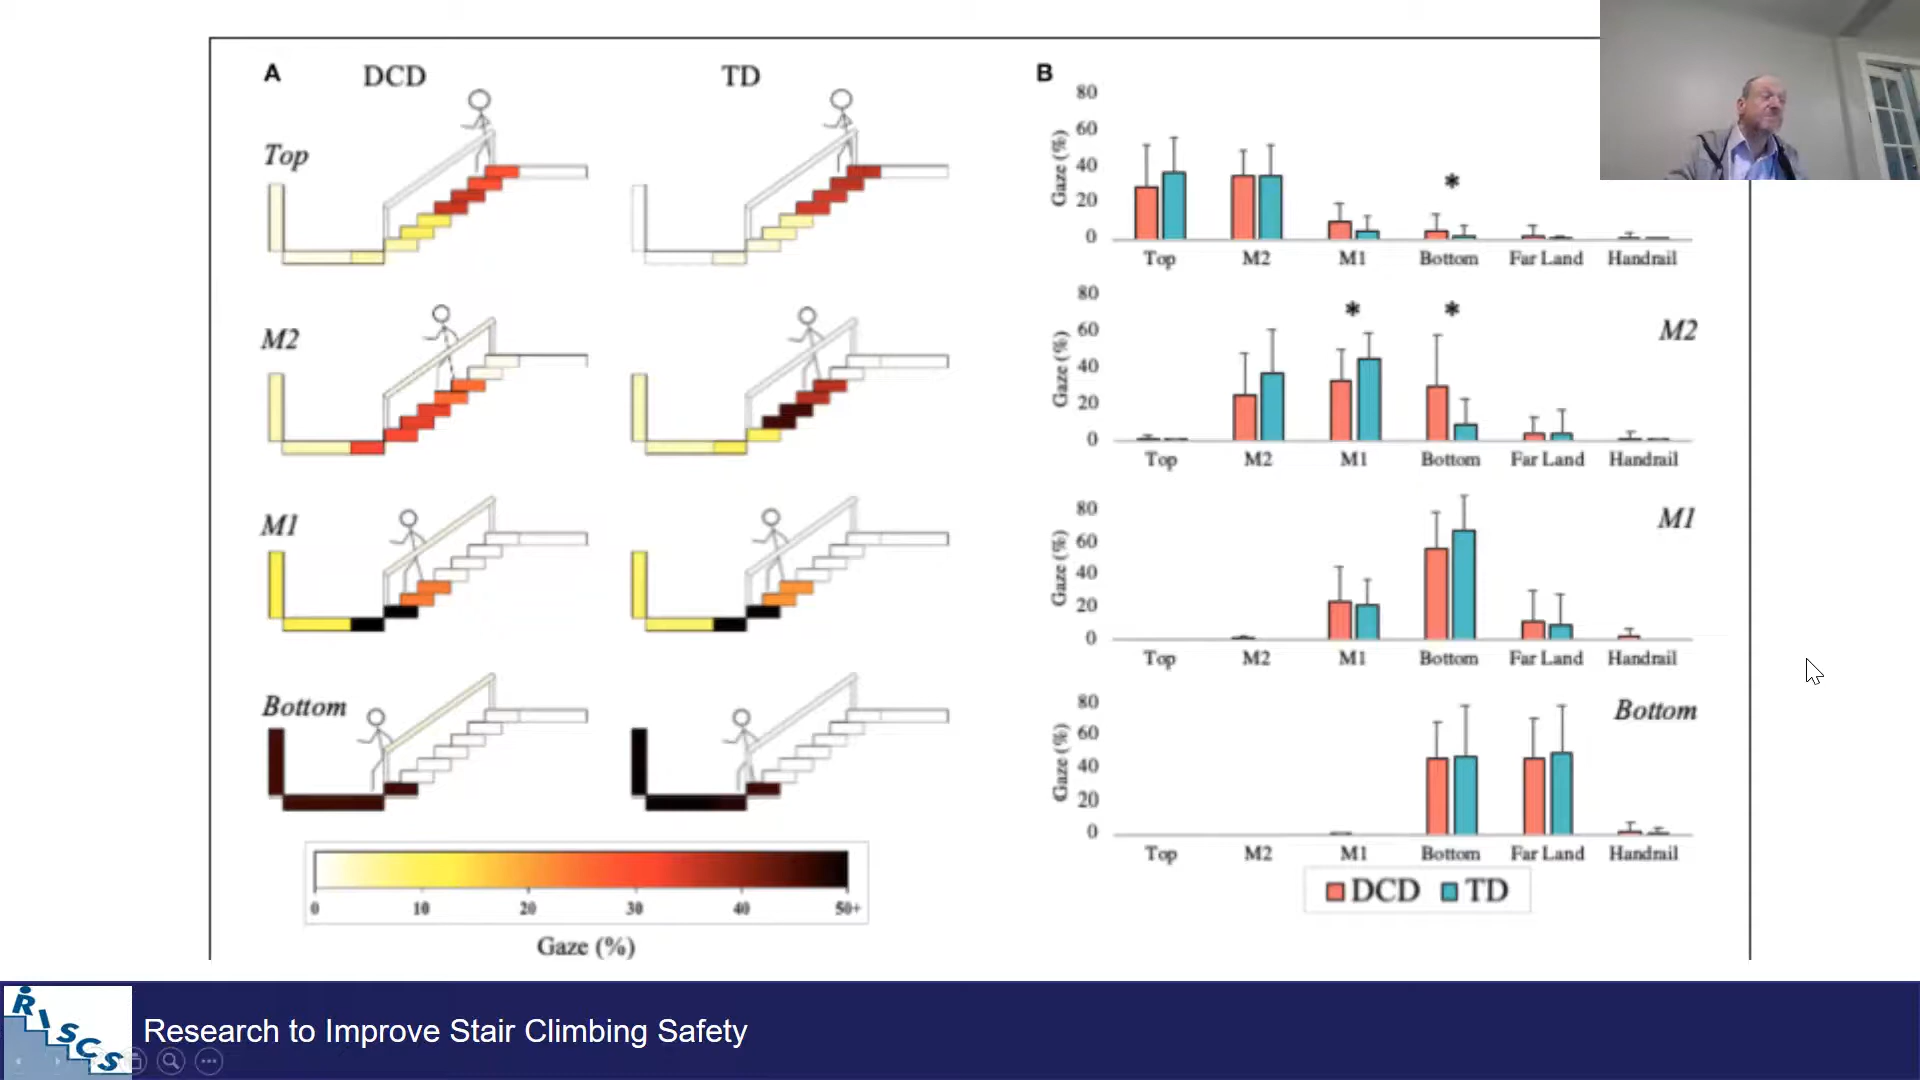 A
DCD
TD
Top
M2
M1
Bottom
0 10 20 30 40 50+
Gaze (%)
B
80
60
40
20
0
Gaze (%)
*
Top M2 M1 Bottom Far Land Handrail
80
60
40
20
0
Gaze (%)
* *
M2
Top M2 M1 Bottom Far Land Handrail
80
60
40
20
0
Gaze (%)
M1
Top M2 M1 Bottom Far Land Handrail
80
60
40
20
0
Gaze (%)
Bottom
Top M2 M1 Bottom Far Land Handrail
DCD TD
RISCS
Research to Improve Stair Climbing Safety